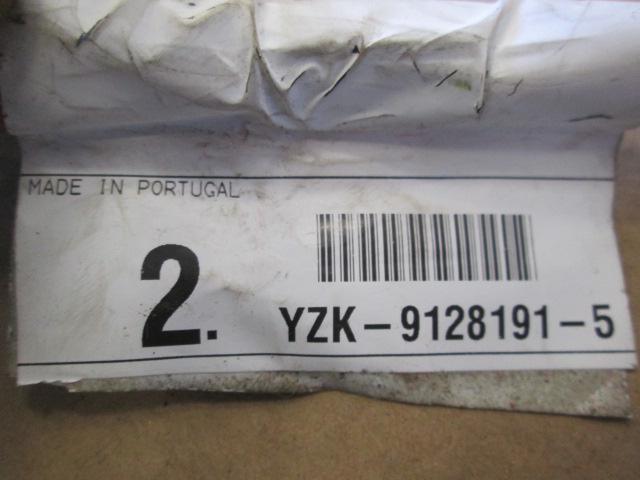 MADE IN PORTUGAL
2.
YZK-9128191-5